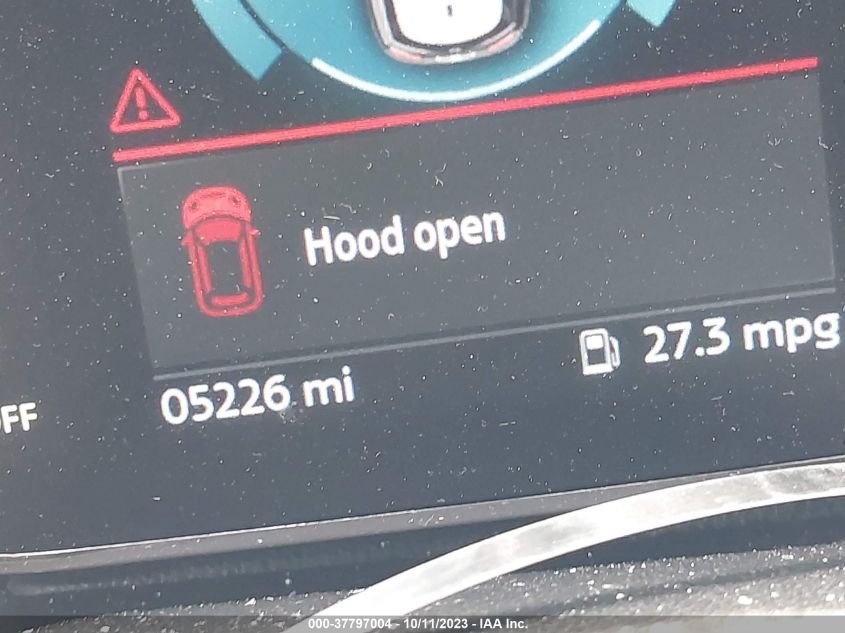 Hood open
27.3 mpg
05226 mi
000-37797004 - 10/11/2023 - IAA Inc.